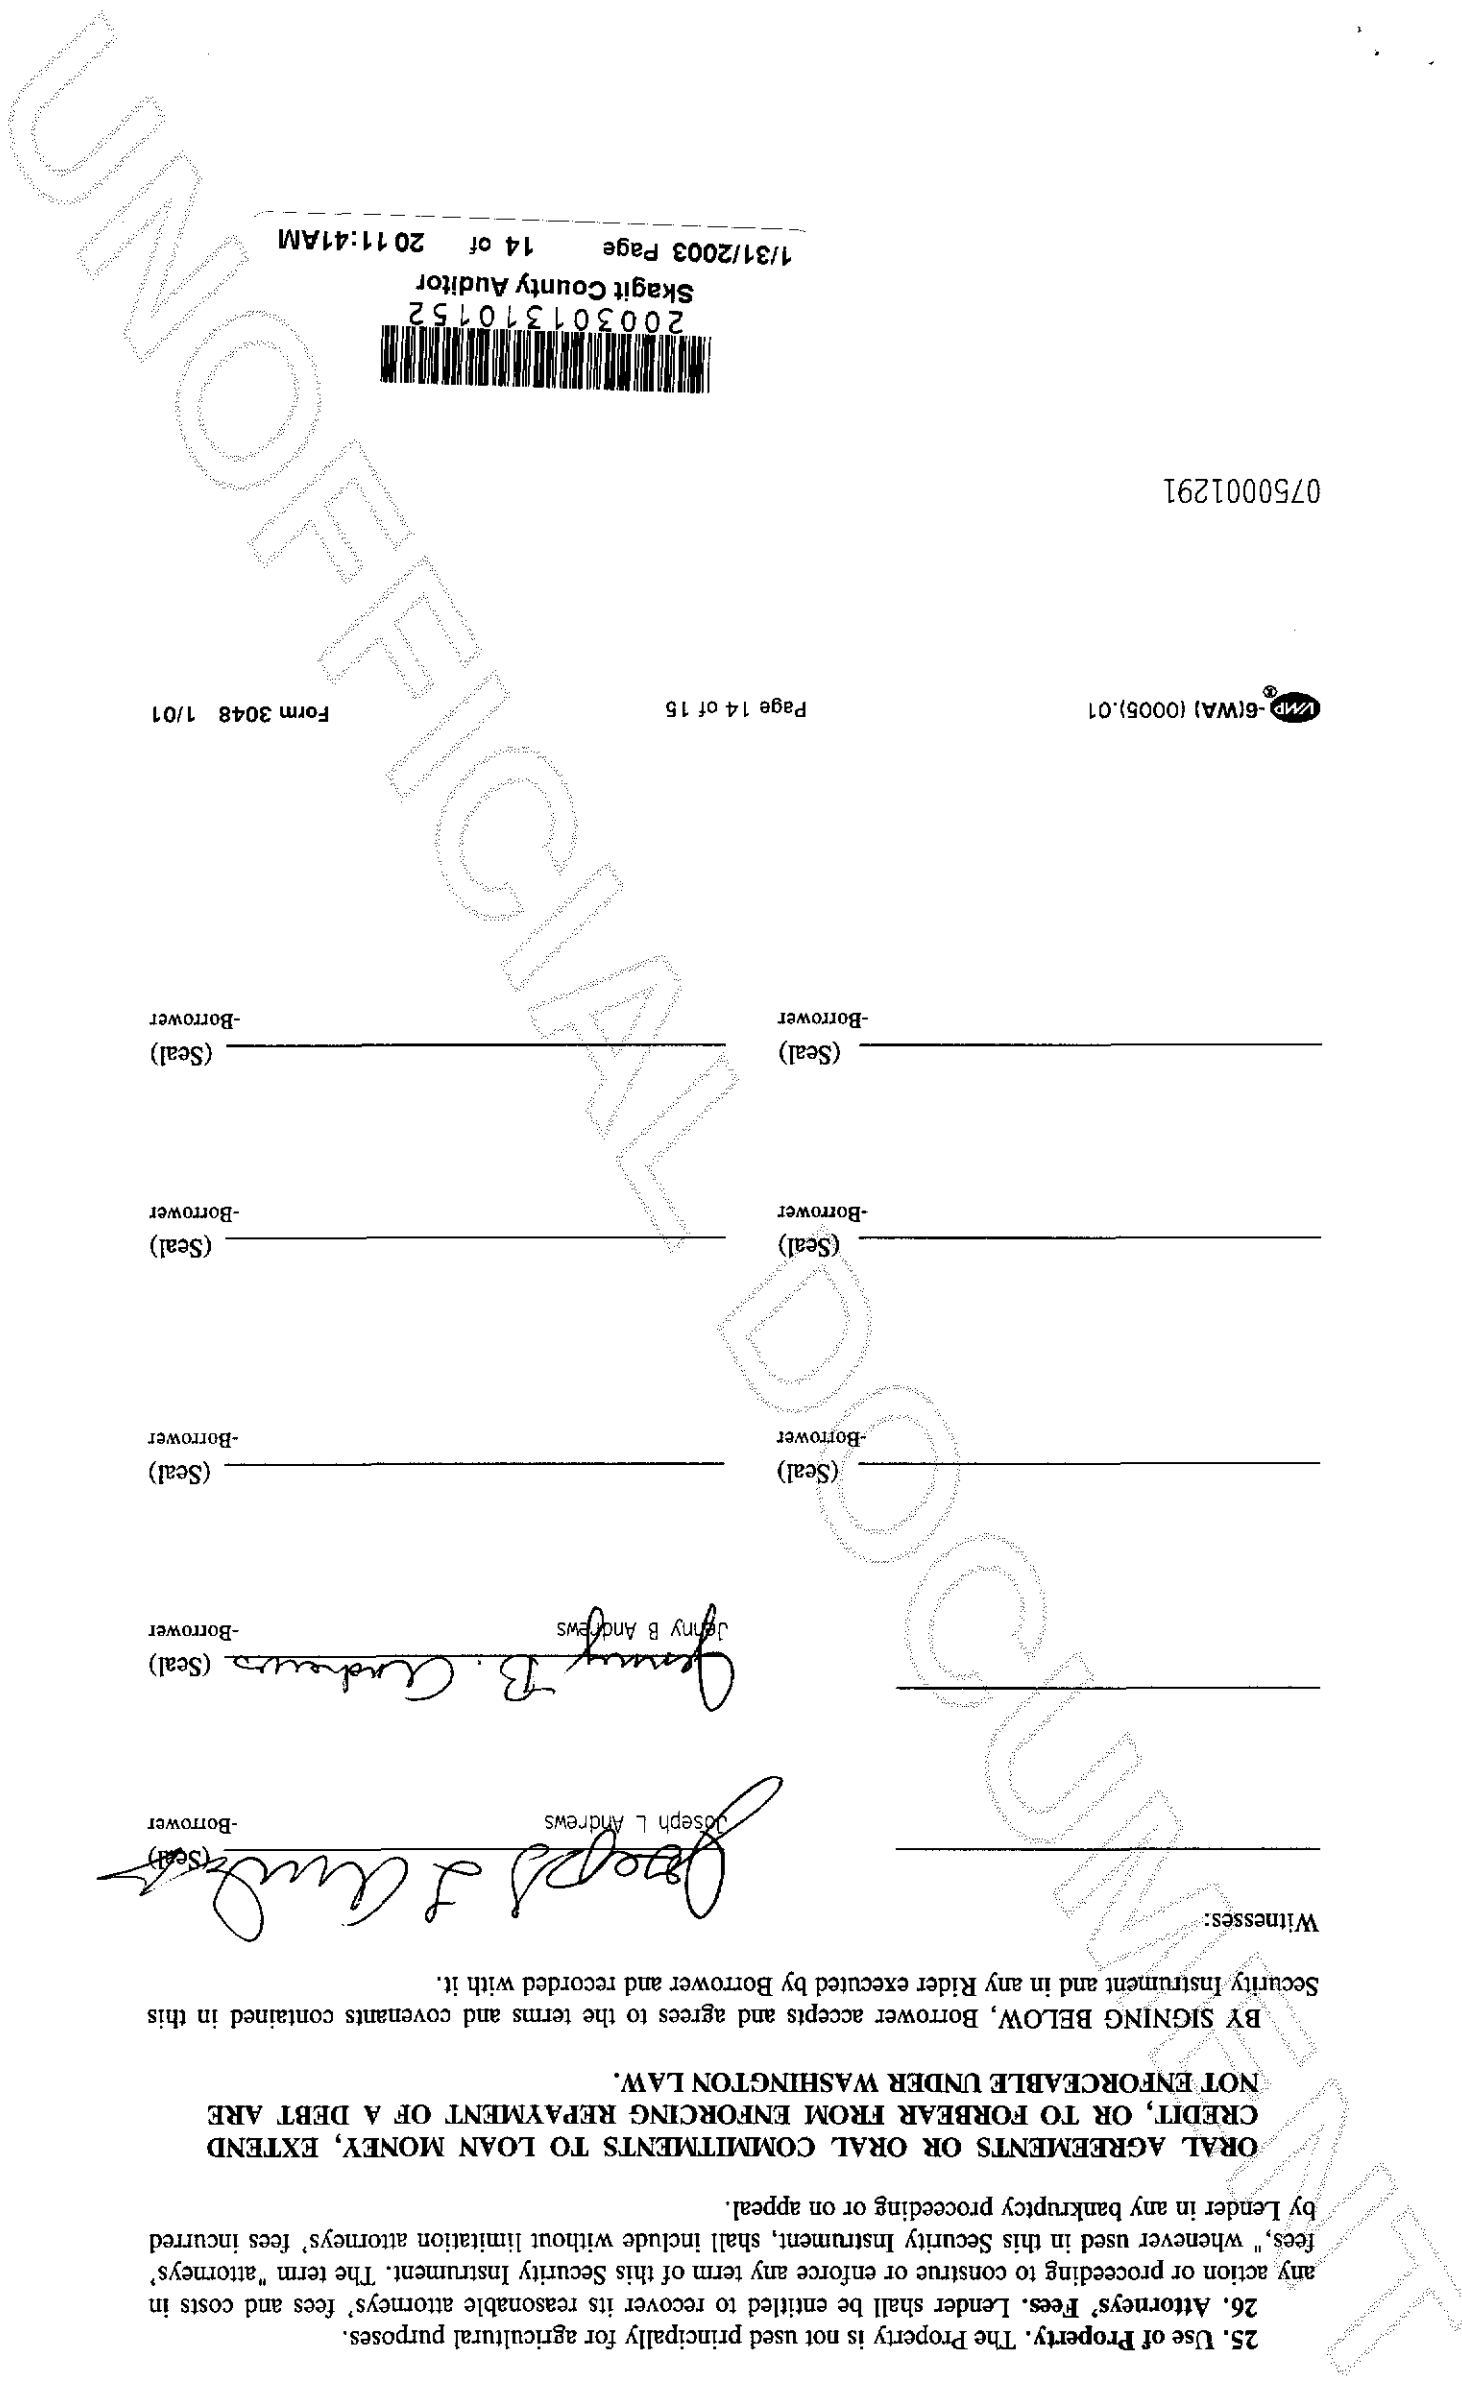 25. Use of Property. The Property is not used principally for agricultural purposes.
26. Attorneys' Fees. Lender shall be entitled to recover its reasonable attorneys' fees and costs in
any action or proceeding to construe or enforce any term of this Security Instrument. The term "attorneys'
fees," whenever used in this Security Instrument, shall include without limitation attorneys' fees incurred
by Lender in any bankruptcy proceeding or on appeal.
ORAL AGREEMENTS OR ORAL COMMITMENTS TO LOAN MONEY, EXTEND
CREDIT, OR TO FORBEAR FROM ENFORCING REPAYMENT OF A DEBT ARE
NOT ENFORCEABLE UNDER WASHINGTON LAW.
BY SIGNING BELOW, Borrower accepts and agrees to the terms and covenants contained in this
Security Instrument and in any Rider executed by Borrower and recorded with it.
Witnesses:
Joseph L Andrews (Seal)
Joseph L Andrews -Borrower
Jenny B. Andrews (Seal)
Jenny B Andrews -Borrower
(Seal) (Seal)
-Borrower -Borrower
(Seal) (Seal)
-Borrower -Borrower
(Seal) (Seal)
-Borrower -Borrower
VMP®-6(WA) (0005).01 Page 14 of 15 Form 3048 1/01
0750001291
200301310152
Skagit County Auditor
1/31/2003 Page 14 of 20 11:41AM
UNOFFICIAL DOCUMENT